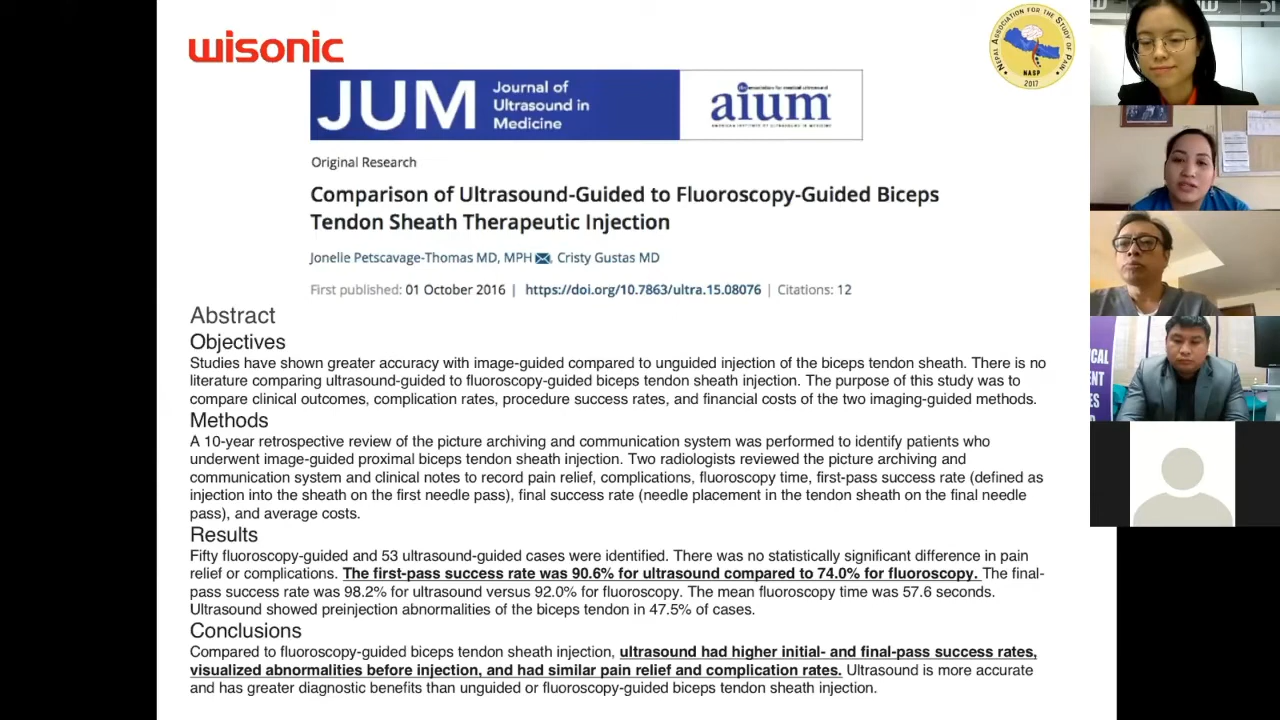 wisonic
NEPAL ASSOCIATION FOR THE STUDY OF PAIN
NASP
2017
JUM
Journal of
Ultrasound in
Medicine
aium
Original Research
Comparison of Ultrasound-Guided to Fluoroscopy-Guided Biceps
Tendon Sheath Therapeutic Injection
Jonelle Petscavage-Thomas MD, MPH, Cristy Gustas MD
First published: 01 October 2016 | https://doi.org/10.7863/ultra.15.08076 | Citations: 12
Abstract
Objectives
Studies have shown greater accuracy with image-guided compared to unguided injection of the biceps tendon sheath. There is no
literature comparing ultrasound-guided to fluoroscopy-guided biceps tendon sheath injection. The purpose of this study was to
compare clinical outcomes, complication rates, procedure success rates, and financial costs of the two imaging-guided methods.
Methods
A 10-year retrospective review of the picture archiving and communication system was performed to identify patients who
underwent image-guided proximal biceps tendon sheath injection. Two radiologists reviewed the picture archiving and
communication system and clinical notes to record pain relief, complications, fluoroscopy time, first-pass success rate (defined as
injection into the sheath on the first needle pass), final success rate (needle placement in the tendon sheath on the final needle
pass), and average costs.
Results
Fifty fluoroscopy-guided and 53 ultrasound-guided cases were identified. There was no statistically significant difference in pain
relief or complications. The first-pass success rate was 90.6% for ultrasound compared to 74.0% for fluoroscopy. The final-
pass success rate was 98.2% for ultrasound versus 92.0% for fluoroscopy. The mean fluoroscopy time was 57.6 seconds.
Ultrasound showed preinjection abnormalities of the biceps tendon in 47.5% of cases.
Conclusions
Compared to fluoroscopy-guided biceps tendon sheath injection, ultrasound had higher initial- and final-pass success rates,
visualized abnormalities before injection, and had similar pain relief and complication rates. Ultrasound is more accurate
and has greater diagnostic benefits than unguided or fluoroscopy-guided biceps tendon sheath injection.